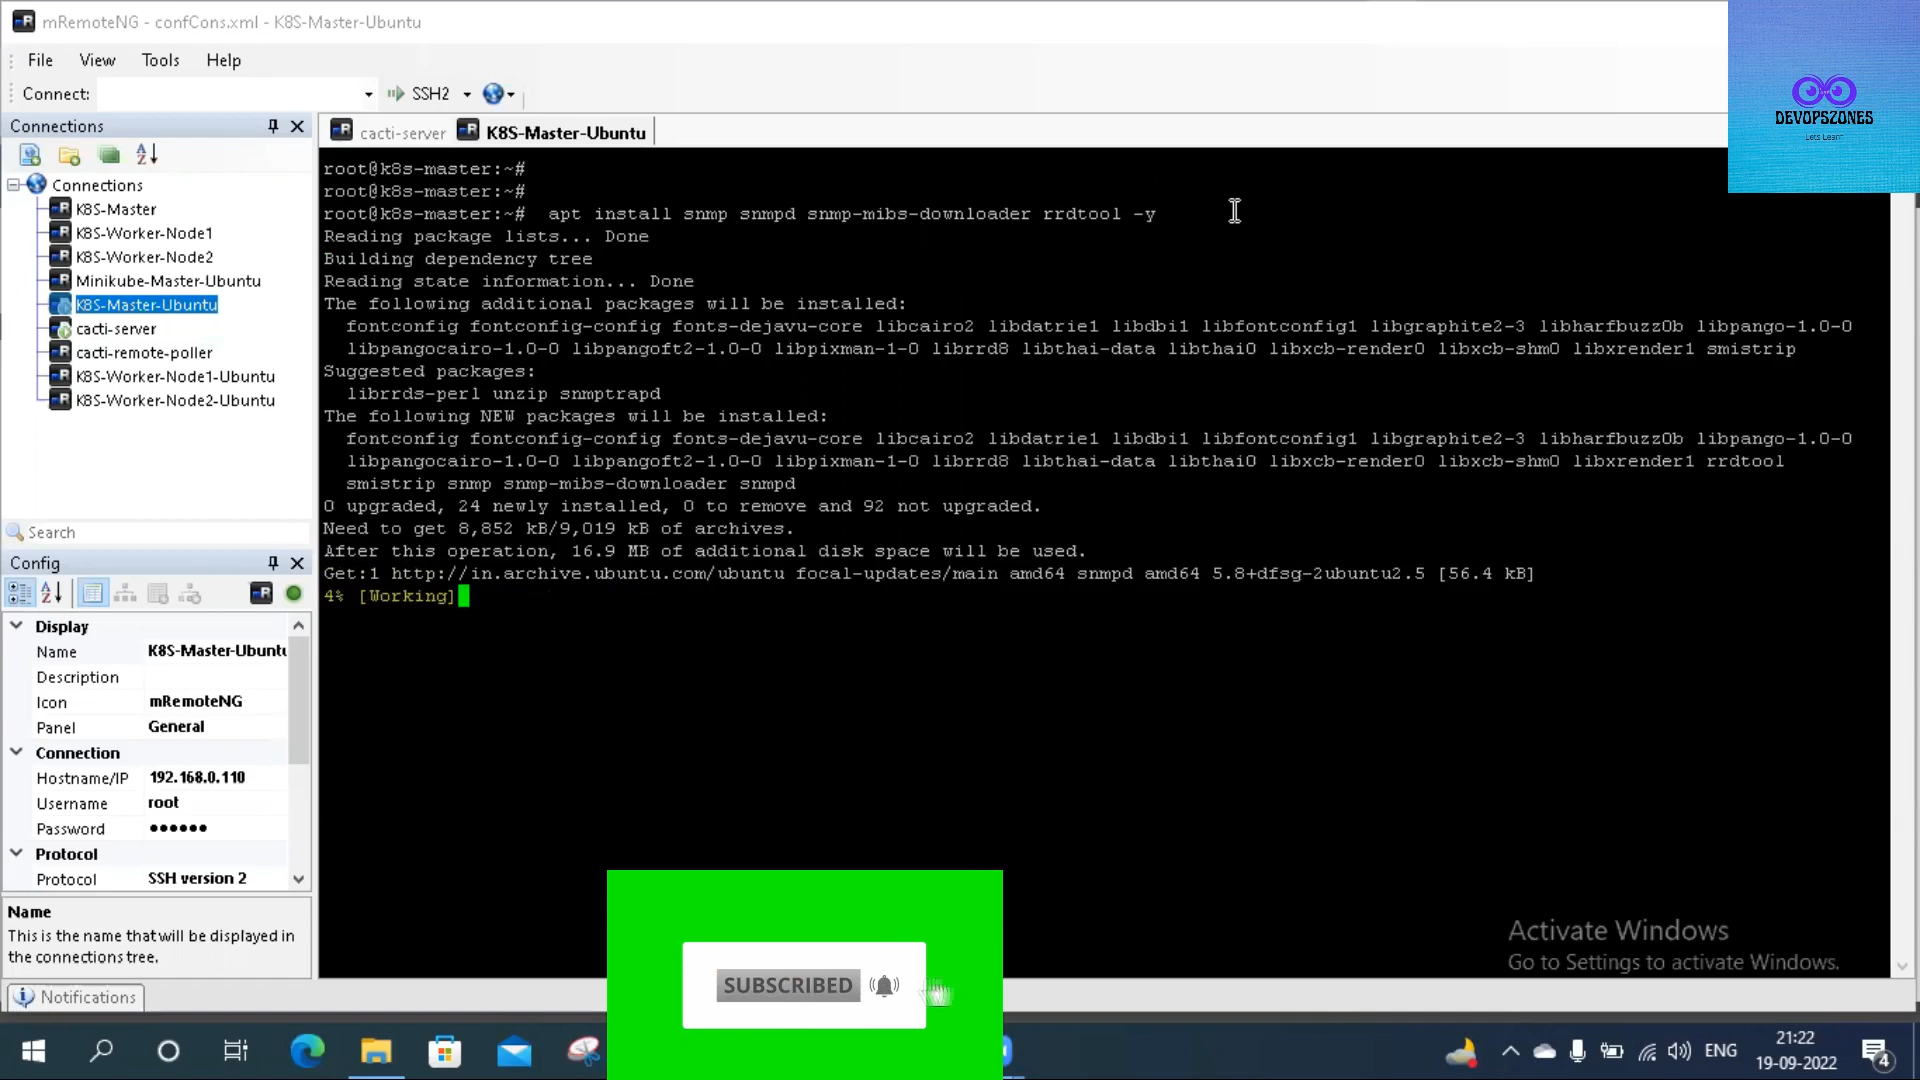 mRemoteNG - confCons.xml - K8S-Master-Ubuntu
File View Tools Help
Connect: SSH2
Connections
cacti-server K8S-Master-Ubuntu
DEVOPSZONES
Lets Learn
Connections
K8S-Master
K8S-Worker-Node1
K8S-Worker-Node2
Minikube-Master-Ubuntu
K8S-Master-Ubuntu
cacti-server
cacti-remote-poller
K8S-Worker-Node1-Ubuntu
K8S-Worker-Node2-Ubuntu
Search
Config
Display
Name K8S-Master-Ubuntu
Description
Icon mRemoteNG
Panel General
Connection
Hostname/IP 192.168.0.110
Username root
Password ●●●●●●
Protocol
Protocol SSH version 2
Name
This is the name that will be displayed in
the connections tree.
Notifications
root@k8s-master:~#
root@k8s-master:~#
root@k8s-master:~#  apt install snmp snmpd snmp-mibs-downloader rrdtool -y
Reading package lists... Done
Building dependency tree
Reading state information... Done
The following additional packages will be installed:
fontconfig fontconfig-config fonts-dejavu-core libcairo2 libdatrie1 libdbi1 libfontconfig1 libgraphite2-3 libharfbuzz0b libpango-1.0-0
libpangocairo-1.0-0 libpangoft2-1.0-0 libpixman-1-0 librrd8 libthai-data libthai0 libxcb-render0 libxcb-shm0 libxrender1 smistrip
Suggested packages:
librrds-perl unzip snmptrapd
The following NEW packages will be installed:
fontconfig fontconfig-config fonts-dejavu-core libcairo2 libdatrie1 libdbi1 libfontconfig1 libgraphite2-3 libharfbuzz0b libpango-1.0-0
libpangocairo-1.0-0 libpangoft2-1.0-0 libpixman-1-0 librrd8 libthai-data libthai0 libxcb-render0 libxcb-shm0 libxrender1 rrdtool
smistrip snmp snmp-mibs-downloader snmpd
0 upgraded, 24 newly installed, 0 to remove and 92 not upgraded.
Need to get 8,852 kB/9,019 kB of archives.
After this operation, 16.9 MB of additional disk space will be used.
Get:1 http://in.archive.ubuntu.com/ubuntu focal-updates/main amd64 snmpd amd64 5.8+dfsg-2ubuntu2.5 [56.4 kB]
4% [Working]
Activate Windows
Go to Settings to activate Windows.
SUBSCRIBED
ENG
21:22
19-09-2022
4